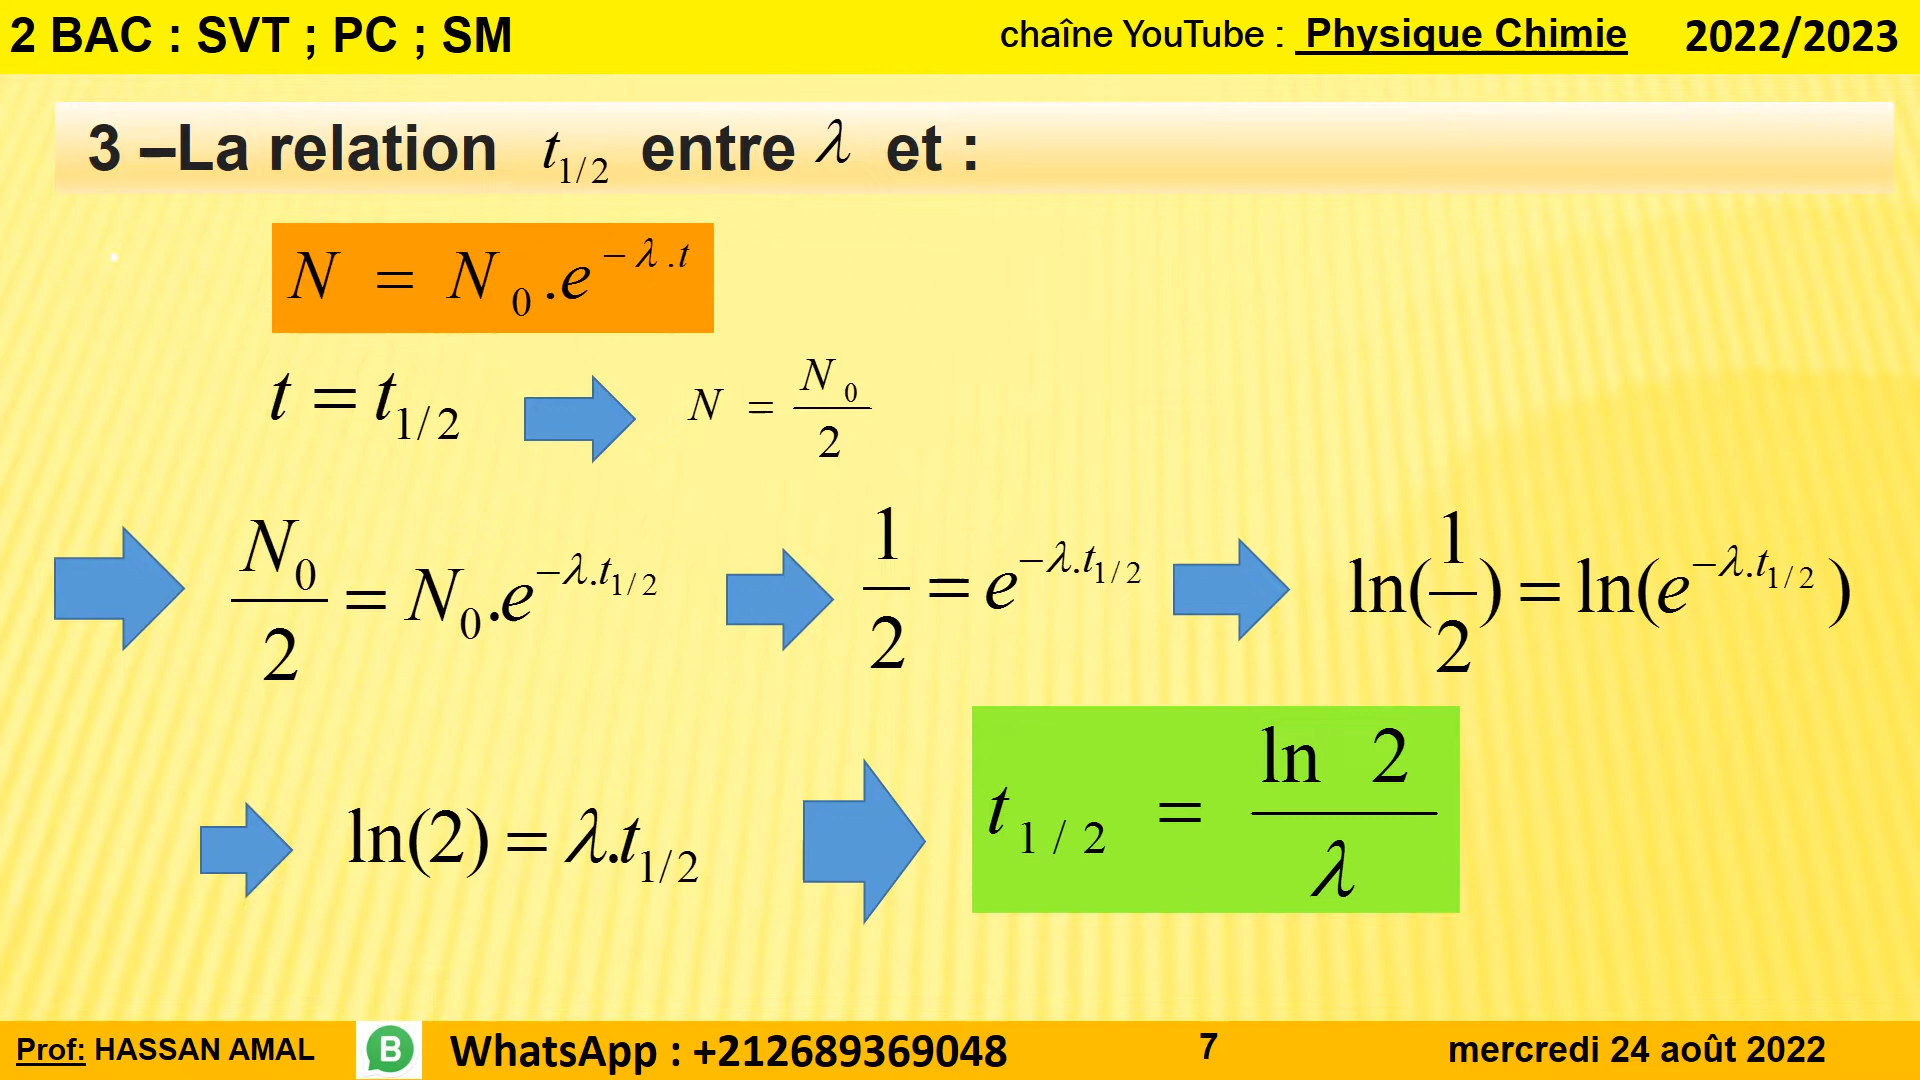 2 BAC : SVT ; PC ; SM chaîne YouTube : Physique Chimie 2022/2023
3 –La relation t1/2 entre λ et :
N = N0.e^(−λ.t)
t = t1/2 N = N0/2
N0/2 = N0.e^(−λ.t1/2) 1/2 = e^(−λ.t1/2) ln(1/2) = ln(e^(−λ.t1/2))
ln(2) = λ.t1/2 t1/2 = ln 2/λ
Prof: HASSAN AMAL B WhatsApp : +212689369048 7 mercredi 24 août 2022